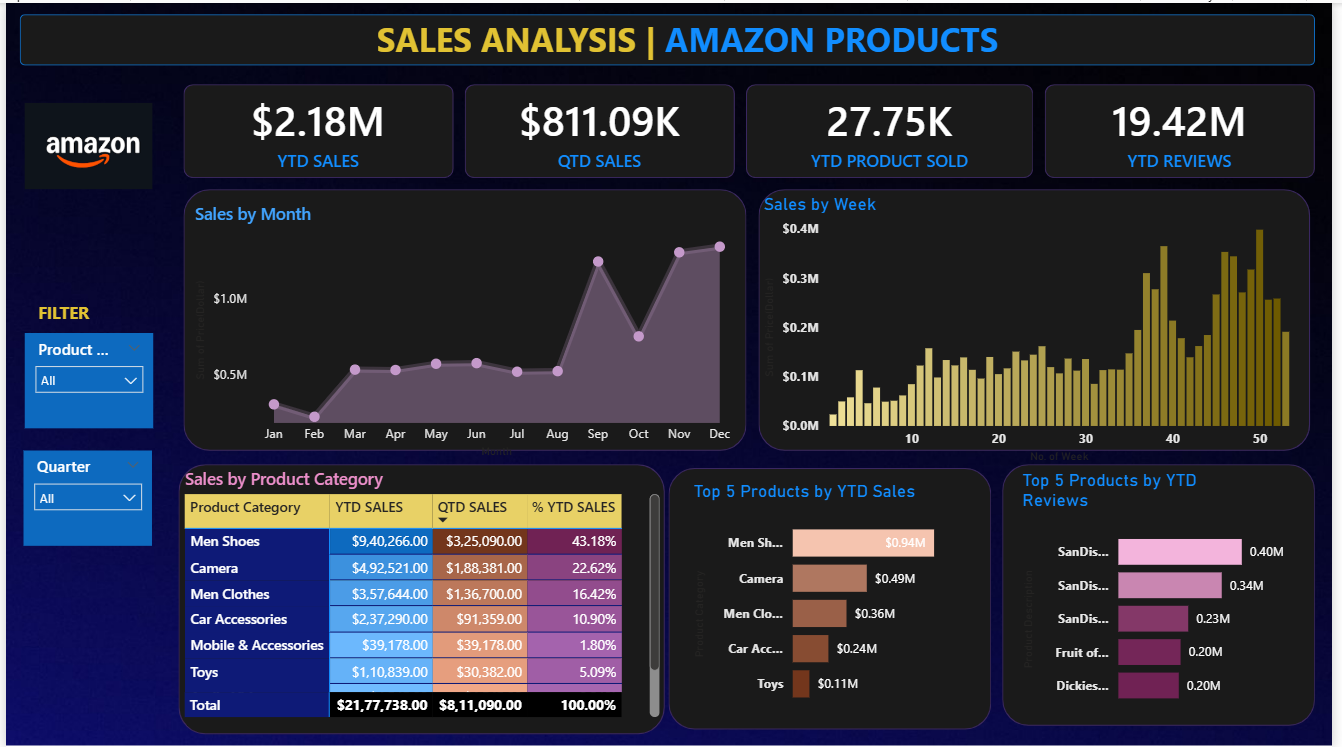 SALES ANALYSIS | AMAZON PRODUCTS
amazon
$2.18M
YTD SALES
$811.09K
QTD SALES
27.75K
YTD PRODUCT SOLD
19.42M
YTD REVIEWS
FILTER
Product ...
All
Quarter
All
Sales by Month
$1.0M
$0.5M
Jan Feb Mar Apr May Jun Jul Aug Sep Oct Nov Dec
Month
Sales by Week
$0.4M
$0.3M
$0.2M
$0.1M
$0.0M
10 20 30 40 50
No. of Week
Sales by Product Category
Product Category YTD SALES QTD SALES % YTD SALES
Men Shoes $9,40,266.00 $3,25,090.00 43.18%
Camera $4,92,521.00 $1,88,381.00 22.62%
Men Clothes $3,57,644.00 $1,36,700.00 16.42%
Car Accessories $2,37,290.00 $91,359.00 10.90%
Mobile & Accessories $39,178.00 $39,178.00 1.80%
Toys $1,10,839.00 $30,382.00 5.09%
Total $21,77,738.00 $8,11,090.00 100.00%
Top 5 Products by YTD Sales
Product Category
Men Sh... $0.94M
Camera $0.49M
Men Clo... $0.36M
Car Acc... $0.24M
Toys $0.11M
Top 5 Products by YTD
Reviews
Product Description
SanDis... 0.40M
SanDis... 0.34M
SanDis... 0.23M
Fruit of... 0.20M
Dickies... 0.20M